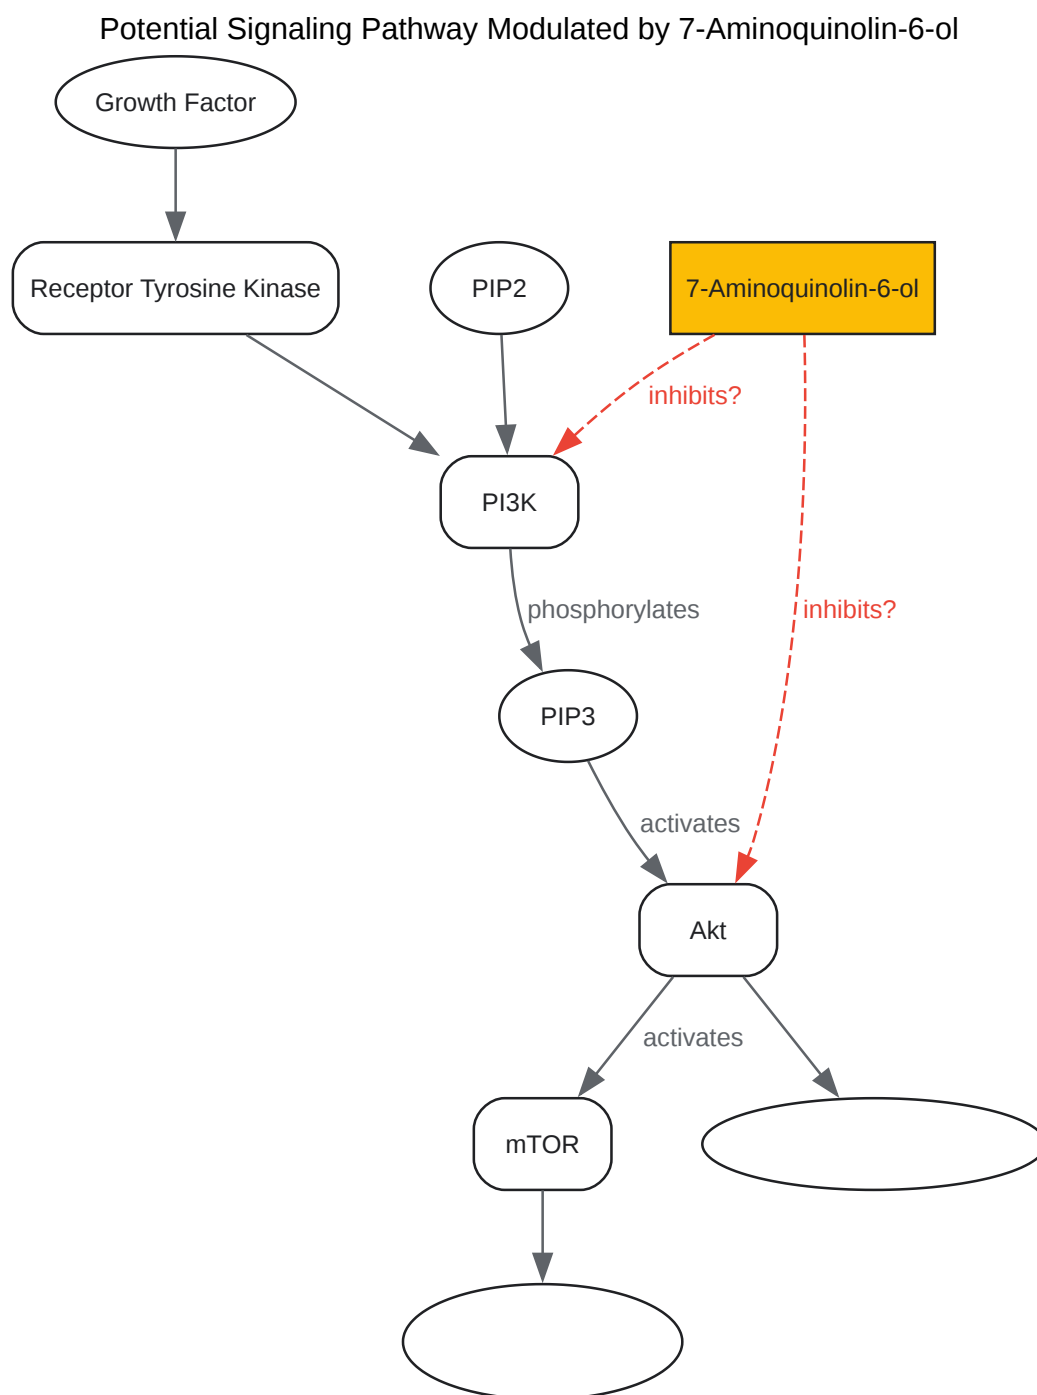 Potential Signaling Pathway Modulated by 7-Aminoquinolin-6-ol
Growth Factor
Receptor Tyrosine Kinase
PIP2
7-Aminoquinolin-6-ol
inhibits?
PI3K
phosphorylates
inhibits?
PIP3
activates
Akt
activates
mTOR